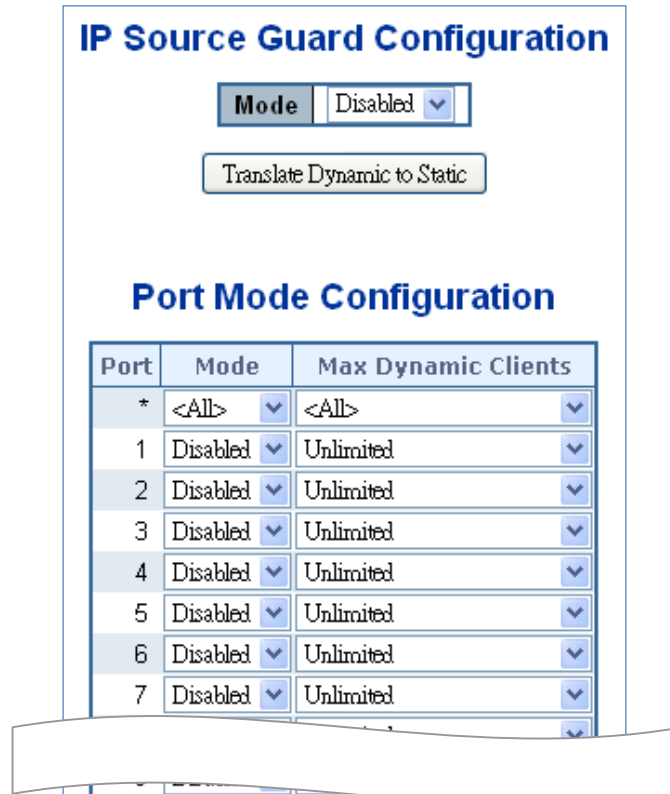 IP Source Guard Configuration
Mode Disabled
Translate Dynamic to Static
Port Mode Configuration
Port Mode Max Dynamic Clients
* <All> <All>
1 Disabled Unlimited
2 Disabled Unlimited
3 Disabled Unlimited
4 Disabled Unlimited
5 Disabled Unlimited
6 Disabled Unlimited
7 Disabled Unlimited